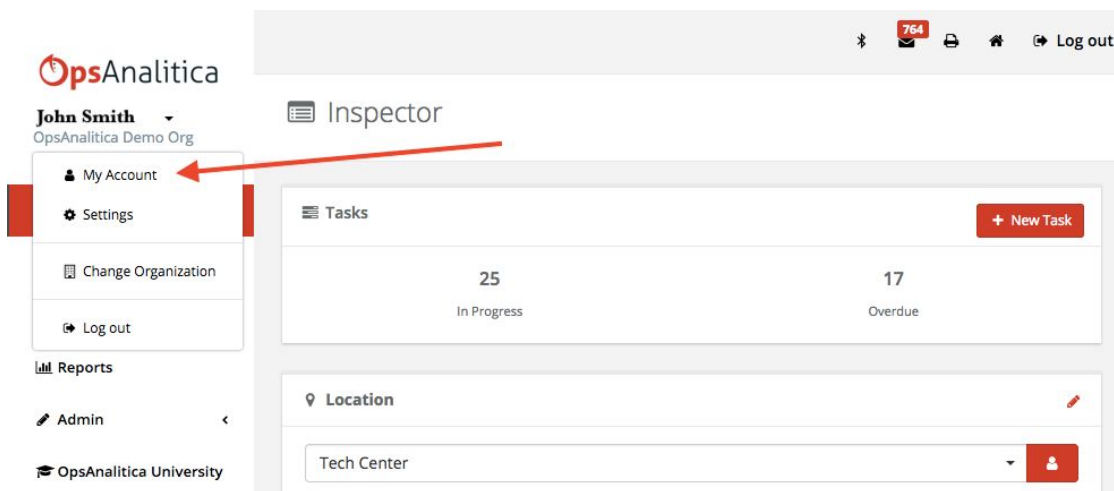 764
Log out
OpsAnalitica
John Smith
OpsAnalitica Demo Org
Inspector
My Account
Settings
Change Organization
Log out
Reports
Admin
OpsAnalitica University
Tasks
+ New Task
25
17
In Progress
Overdue
Location
Tech Center